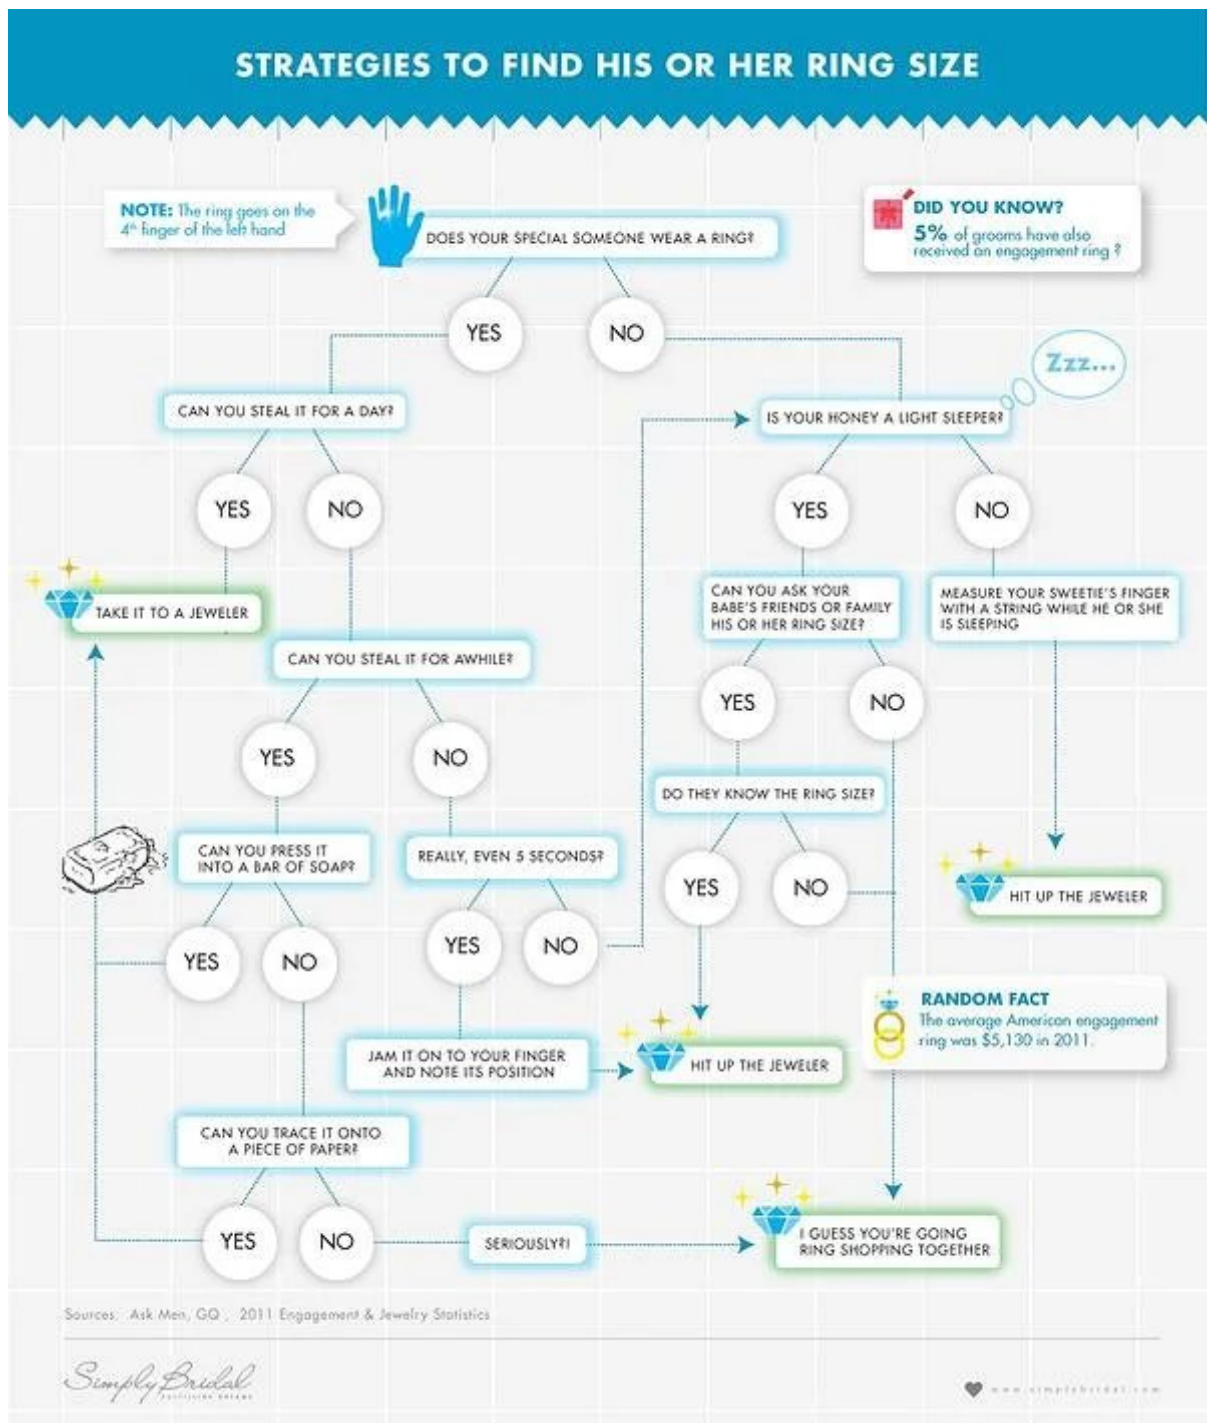 STRATEGIES TO FIND HIS OR HER RING SIZE
NOTE: The ring goes on the
4th finger of the left hand
DOES YOUR SPECIAL SOMEONE WEAR A RING?
DID YOU KNOW?
5% of grooms have also
received an engagement ring ?
YES
NO
Zzz...
CAN YOU STEAL IT FOR A DAY?
IS YOUR HONEY A LIGHT SLEEPER?
YES
NO
YES
NO
TAKE IT TO A JEWELER
CAN YOU ASK YOUR
BABE'S FRIENDS OR FAMILY
HIS OR HER RING SIZE?
MEASURE YOUR SWEETIE'S FINGER
WITH A STRING WHILE HE OR SHE
IS SLEEPING
CAN YOU STEAL IT FOR AWHILE?
YES
NO
YES
NO
DO THEY KNOW THE RING SIZE?
CAN YOU PRESS IT
INTO A BAR OF SOAP?
REALLY, EVEN 5 SECONDS?
YES
NO
HIT UP THE JEWELER
YES
NO
YES
NO
RANDOM FACT
The average American engagement
ring was $5,130 in 2011.
JAM IT ON TO YOUR FINGER
AND NOTE ITS POSITION
HIT UP THE JEWELER
CAN YOU TRACE IT ONTO
A PIECE OF PAPER?
YES
NO
SERIOUSLY?!
I GUESS YOU'RE GOING
RING SHOPPING TOGETHER
Sources: Ask Men, GQ , 2011 Engagement & Jewelry Statistics
Simply Bridal
www.simplybridal.com